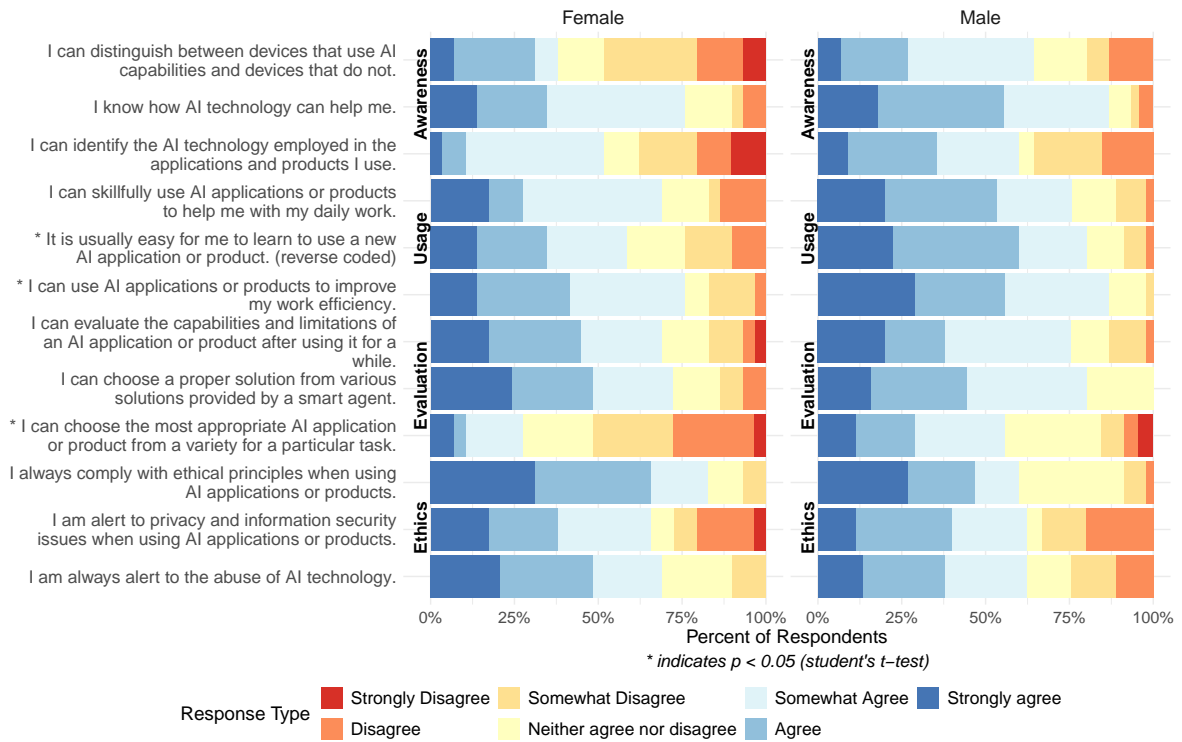 Female
Male
I can distinguish between devices that use AI
capabilities and devices that do not.
I know how AI technology can help me.
I can identify the AI technology employed in the
applications and products I use.
Awareness
Awareness
I can skillfully use AI applications or products
to help me with my daily work.
* It is usually easy for me to learn to use a new
AI application or product. (reverse coded)
* I can use AI applications or products to improve
my work efficiency.
Usage
Usage
I can evaluate the capabilities and limitations of
an AI application or product after using it for a
while.
I can choose a proper solution from various
solutions provided by a smart agent.
* I can choose the most appropriate AI application
or product from a variety for a particular task.
Evaluation
Evaluation
I always comply with ethical principles when using
AI applications or products.
I am alert to privacy and information security
issues when using AI applications or products.
I am always alert to the abuse of AI technology.
Ethics
Ethics
0% 25% 50% 75% 100% 0% 25% 50% 75% 100%
Percent of Respondents
* indicates p < 0.05 (student's t−test)
Response Type
Strongly Disagree Somewhat Disagree Somewhat Agree Strongly agree
Disagree Neither agree nor disagree Agree